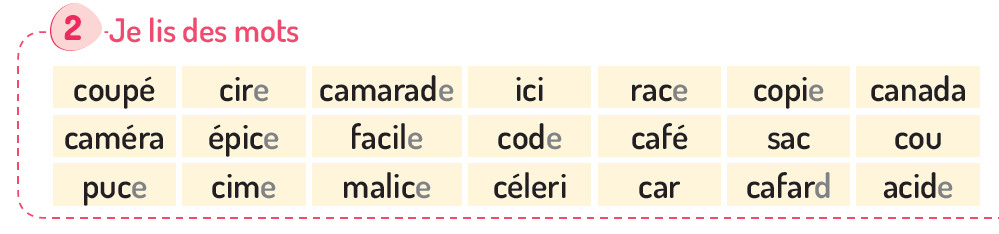 2 Je lis des mots
coupé cire camarade ici race copie canada
caméra épice facile code café sac cou
puce cime malice céleri car cafard acide